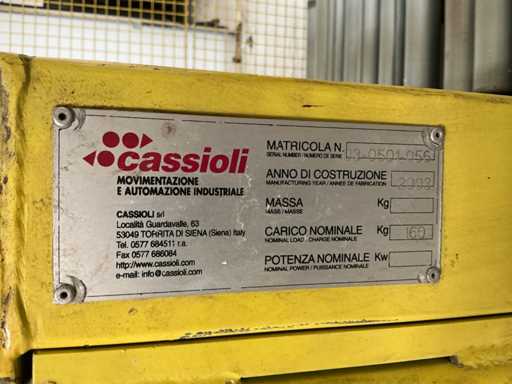 cassioli
MOVIMENTAZIONE
E AUTOMAZIONE INDUSTRIALE
CASSIOLI srl
Località Guardavalle, 63
53049 TORRITA DI SIENA (Siena) Italy
Tel. 0577 684511 r.a.
Fax 0577 686084
http://www.cassioli.com
e-mail: info@cassioli.com
MATRICOLA N.
SERIAL NUMBER / NUMERO DE SERIE
ANNO DI COSTRUZIONE
MANUFACTURING YEAR / ANNEE DE FABRICATION
MASSA Kg
MASS / MASSE
CARICO NOMINALE Kg 60
NOMINAL LOAD - CHARGE NOMINALE
POTENZA NOMINALE Kw
NOMINAL POWER / PUISSANCE NOMINALE